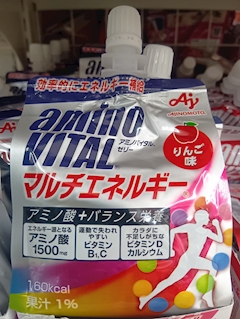 効率的にエネルギー補給
AJINOMOTO
amino
VITAL
アミノバイタル
ゼリー
りんご
味
マルチエネルギー
アミノ酸+バランス栄養
エネルギー源となる
アミノ酸
1500mg
運動で失われ
やすい
ビタミン
B₁,C
カラダに
不足しがちな
ビタミンD
カルシウム
160kcal
果汁1%